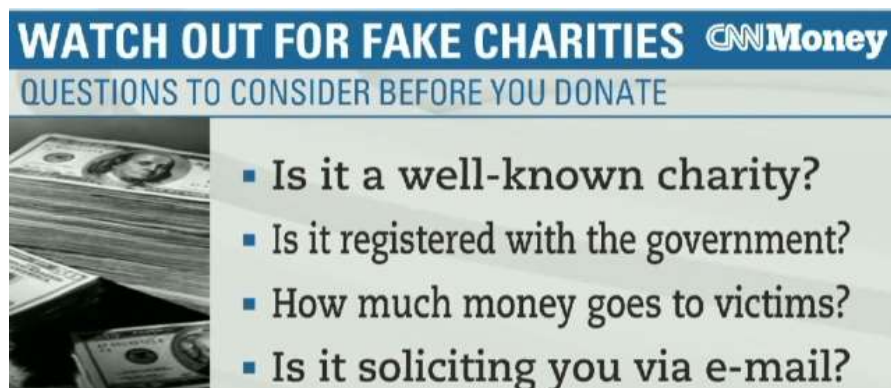 WATCH OUT FOR FAKE CHARITIES CNNMoney
QUESTIONS TO CONSIDER BEFORE YOU DONATE
▪ Is it a well-known charity?
▪ Is it registered with the government?
▪ How much money goes to victims?
▪ Is it soliciting you via e-mail?